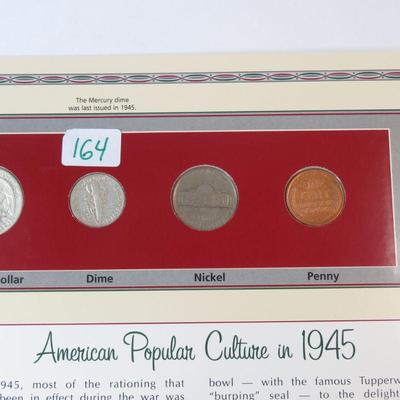 The Mercury dime
was last issued in 1945.
164
ollar Dime Nickel Penny
American Popular Culture in 1945
945, most of the rationing that
been in effect during the war was
bowl — with the famous Tupperw
"burping" seal — to the delight